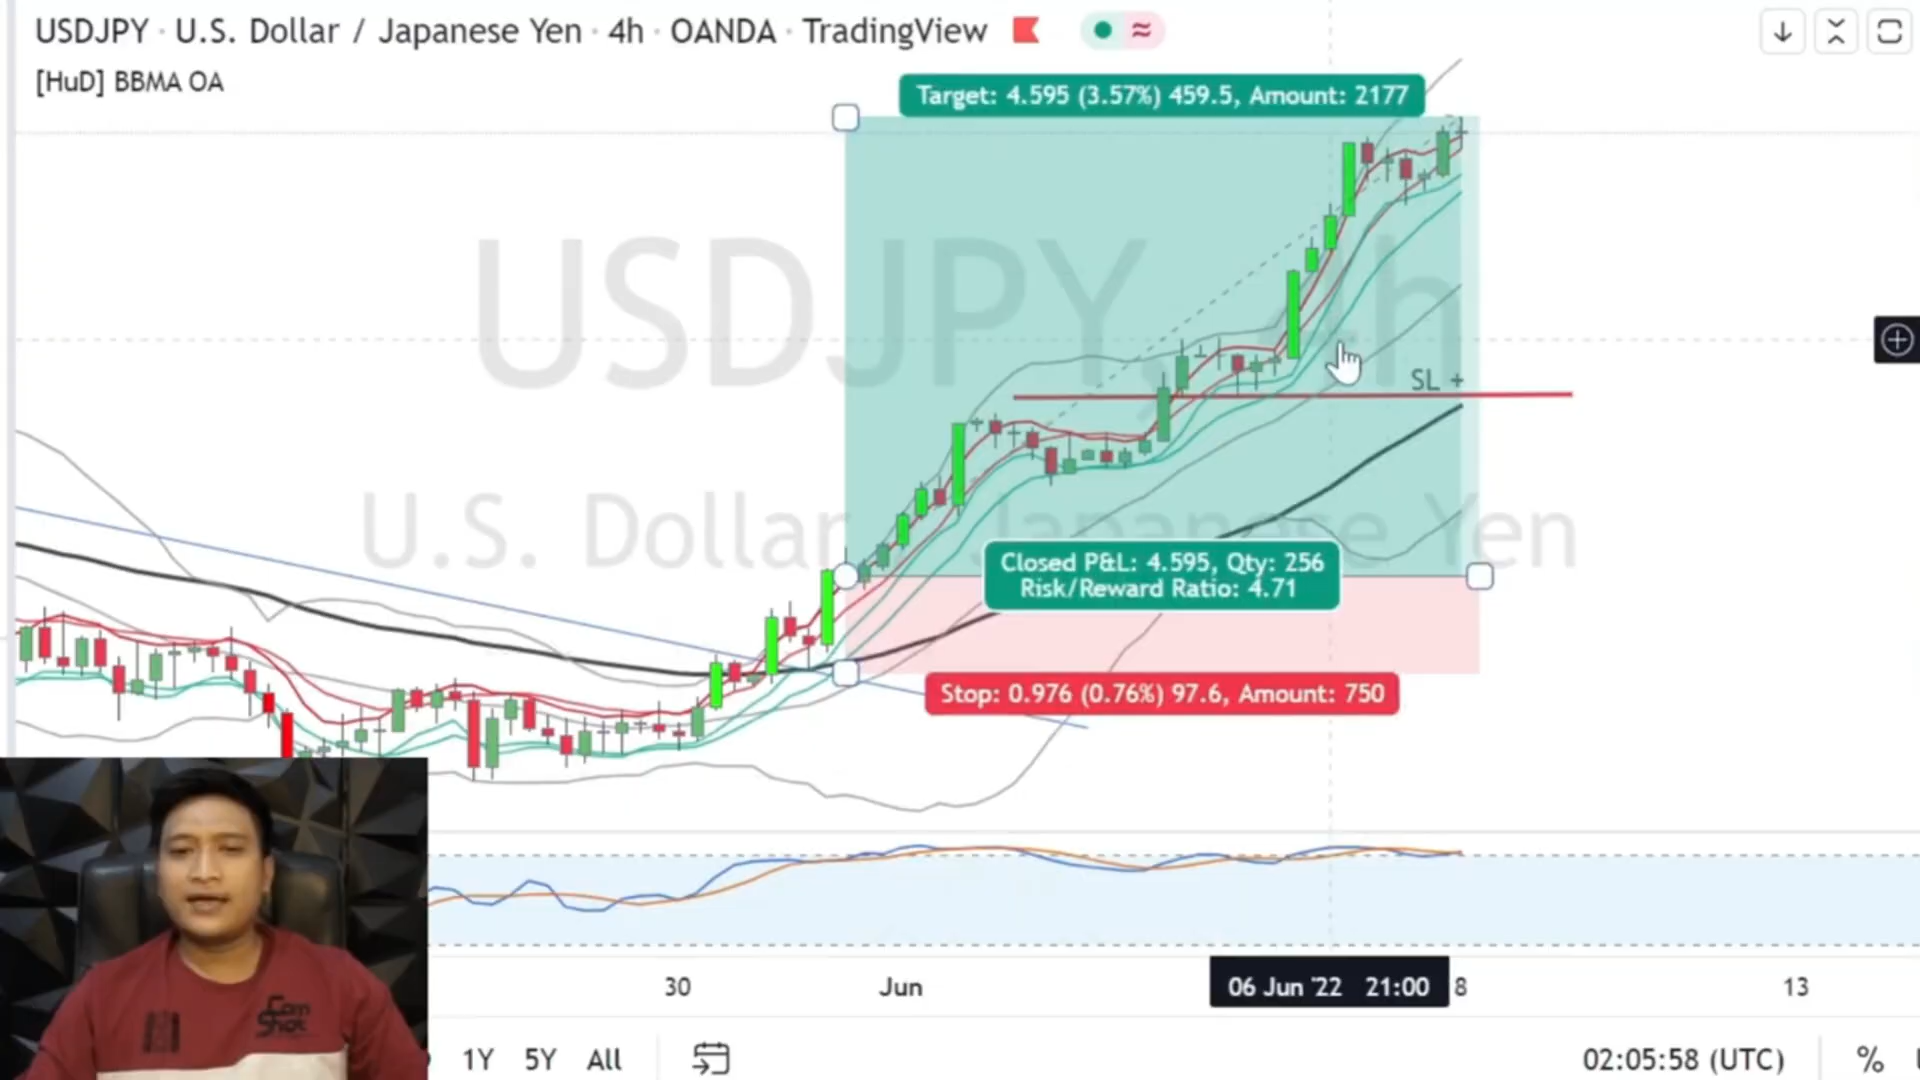 USDJPY · U.S. Dollar / Japanese Yen · 4h · OANDA · TradingView
[HuD] BBMA OA
Target: 4.595 (3.57%) 459.5, Amount: 2177
USDJPY, 4h
SL +
U.S. Dollar / Japanese Yen
Closed P&L: 4.595, Qty: 256
Risk/Reward Ratio: 4.71
Stop: 0.976 (0.76%) 97.6, Amount: 750
Com
Shot
30 Jun 06 Jun '22 21:00 8 13
1Y 5Y All 02:05:58 (UTC) %